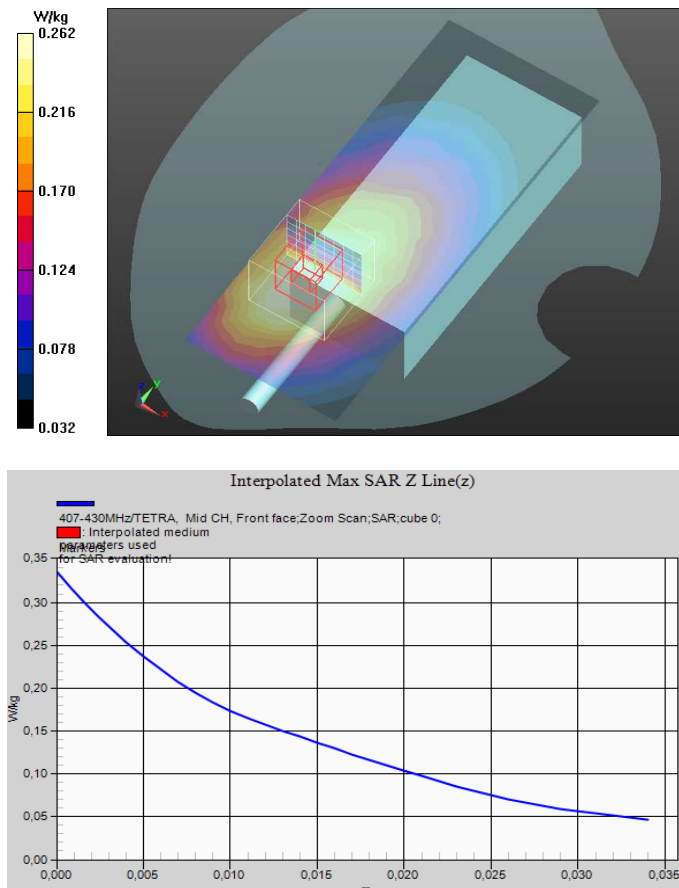 W/kg
0.262
0.216
0.170
0.124
0.078
0.032
z
y
x
Interpolated Max SAR Z Line(z)
407-430MHz/TETRA, Mid CH, Front face;Zoom Scan;SAR;cube 0;
: Interpolated medium
parameters used
Markers
for SAR evaluation!
0,35
0,30
0,25
0,20
0,15
0,10
0,05
0,00
W/kg
0,000 0,005 0,010 0,015 0,020 0,025 0,030 0,035